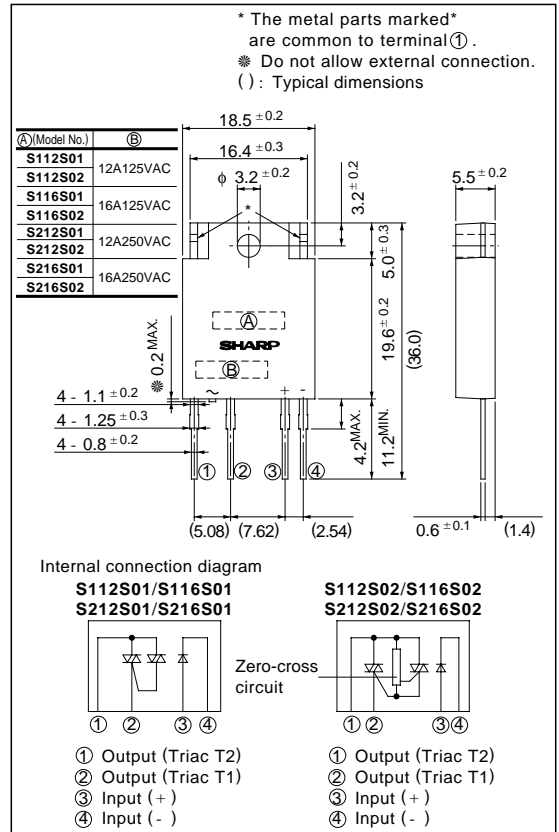 * The metal parts marked*
are common to terminal① .
❋ Do not allow external connection.
( ) : Typical dimensions
18.5 ±0.2
16.4 ±0.3
ϕ 3.2 ±0.2
3.2 ±0.2
5.5 ±0.2
*
Ⓐ(Model No.) Ⓑ
S112S01
S112S02
12A125VAC
S116S01
S116S02
16A125VAC
S212S01
S212S02
12A250VAC
S216S01
S216S02
16A250VAC
5.0 ±0.3
19.6 ±0.2
(36.0)
Ⓐ
SHARP
Ⓑ
❋ 0.2 MAX.
~ + -
4 - 1.1 ±0.2
4 - 1.25 ±0.3
4 - 0.8 ±0.2
4.2MAX.
11.2MIN.
① ② ③ ④
(5.08) (7.62) (2.54)
0.6 ±0.1 (1.4)
Internal connection diagram
S112S01/S116S01
S212S01/S216S01
① ② ③ ④
① Output (Triac T2)
② Output (Triac T1)
③ Input (+)
④ Input (-)
S112S02/S116S02
S212S02/S216S02
Zero-cross
circuit
① ② ③ ④
① Output (Triac T2)
② Output (Triac T1)
③ Input (+)
④ Input (-)